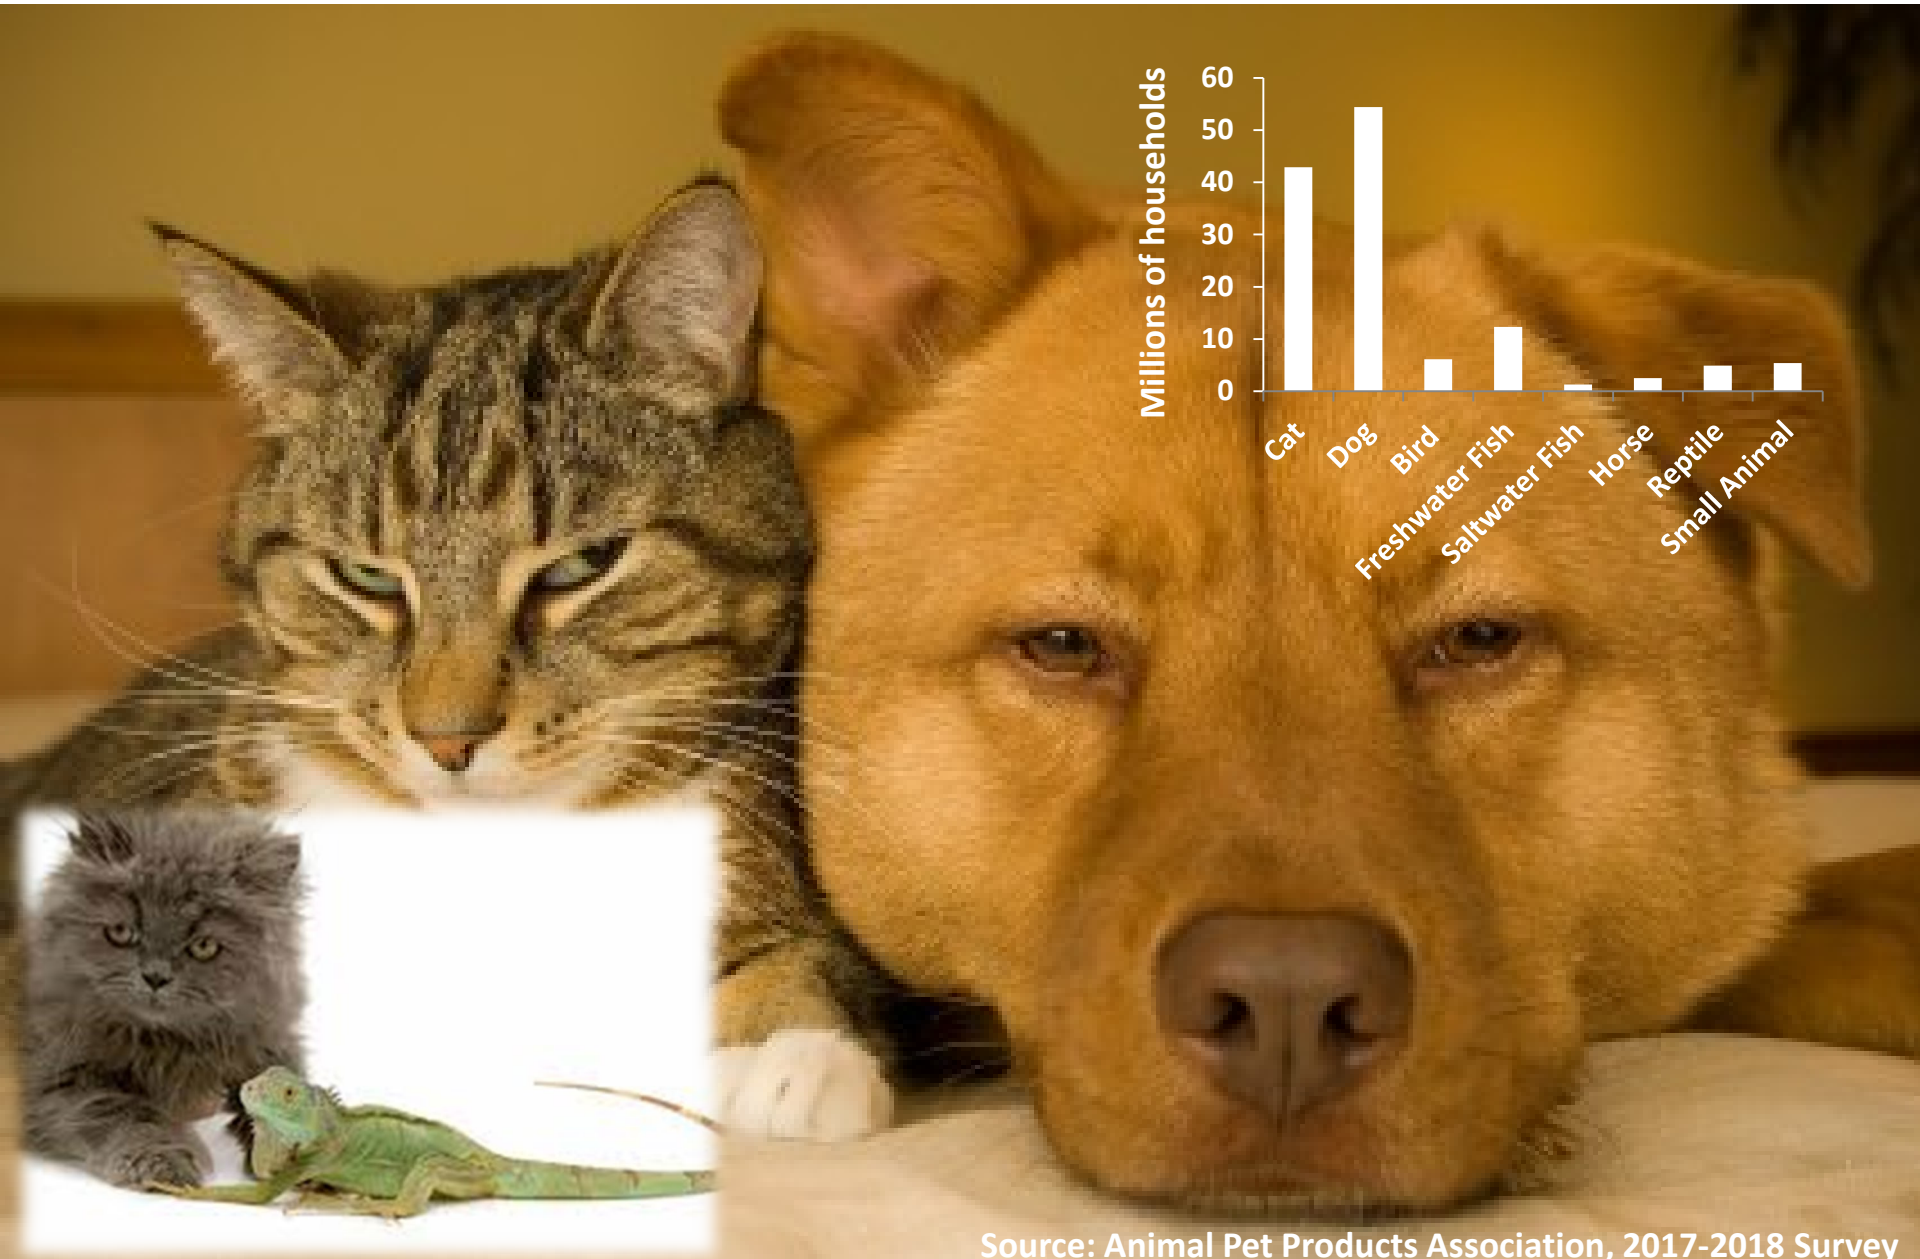 Millions of households
60
50
40
30
20
10
0
Cat
Dog
Bird
Freshwater Fish
Saltwater Fish
Horse
Reptile
Small Animal
Source: Animal Pet Products Association, 2017-2018 Survey